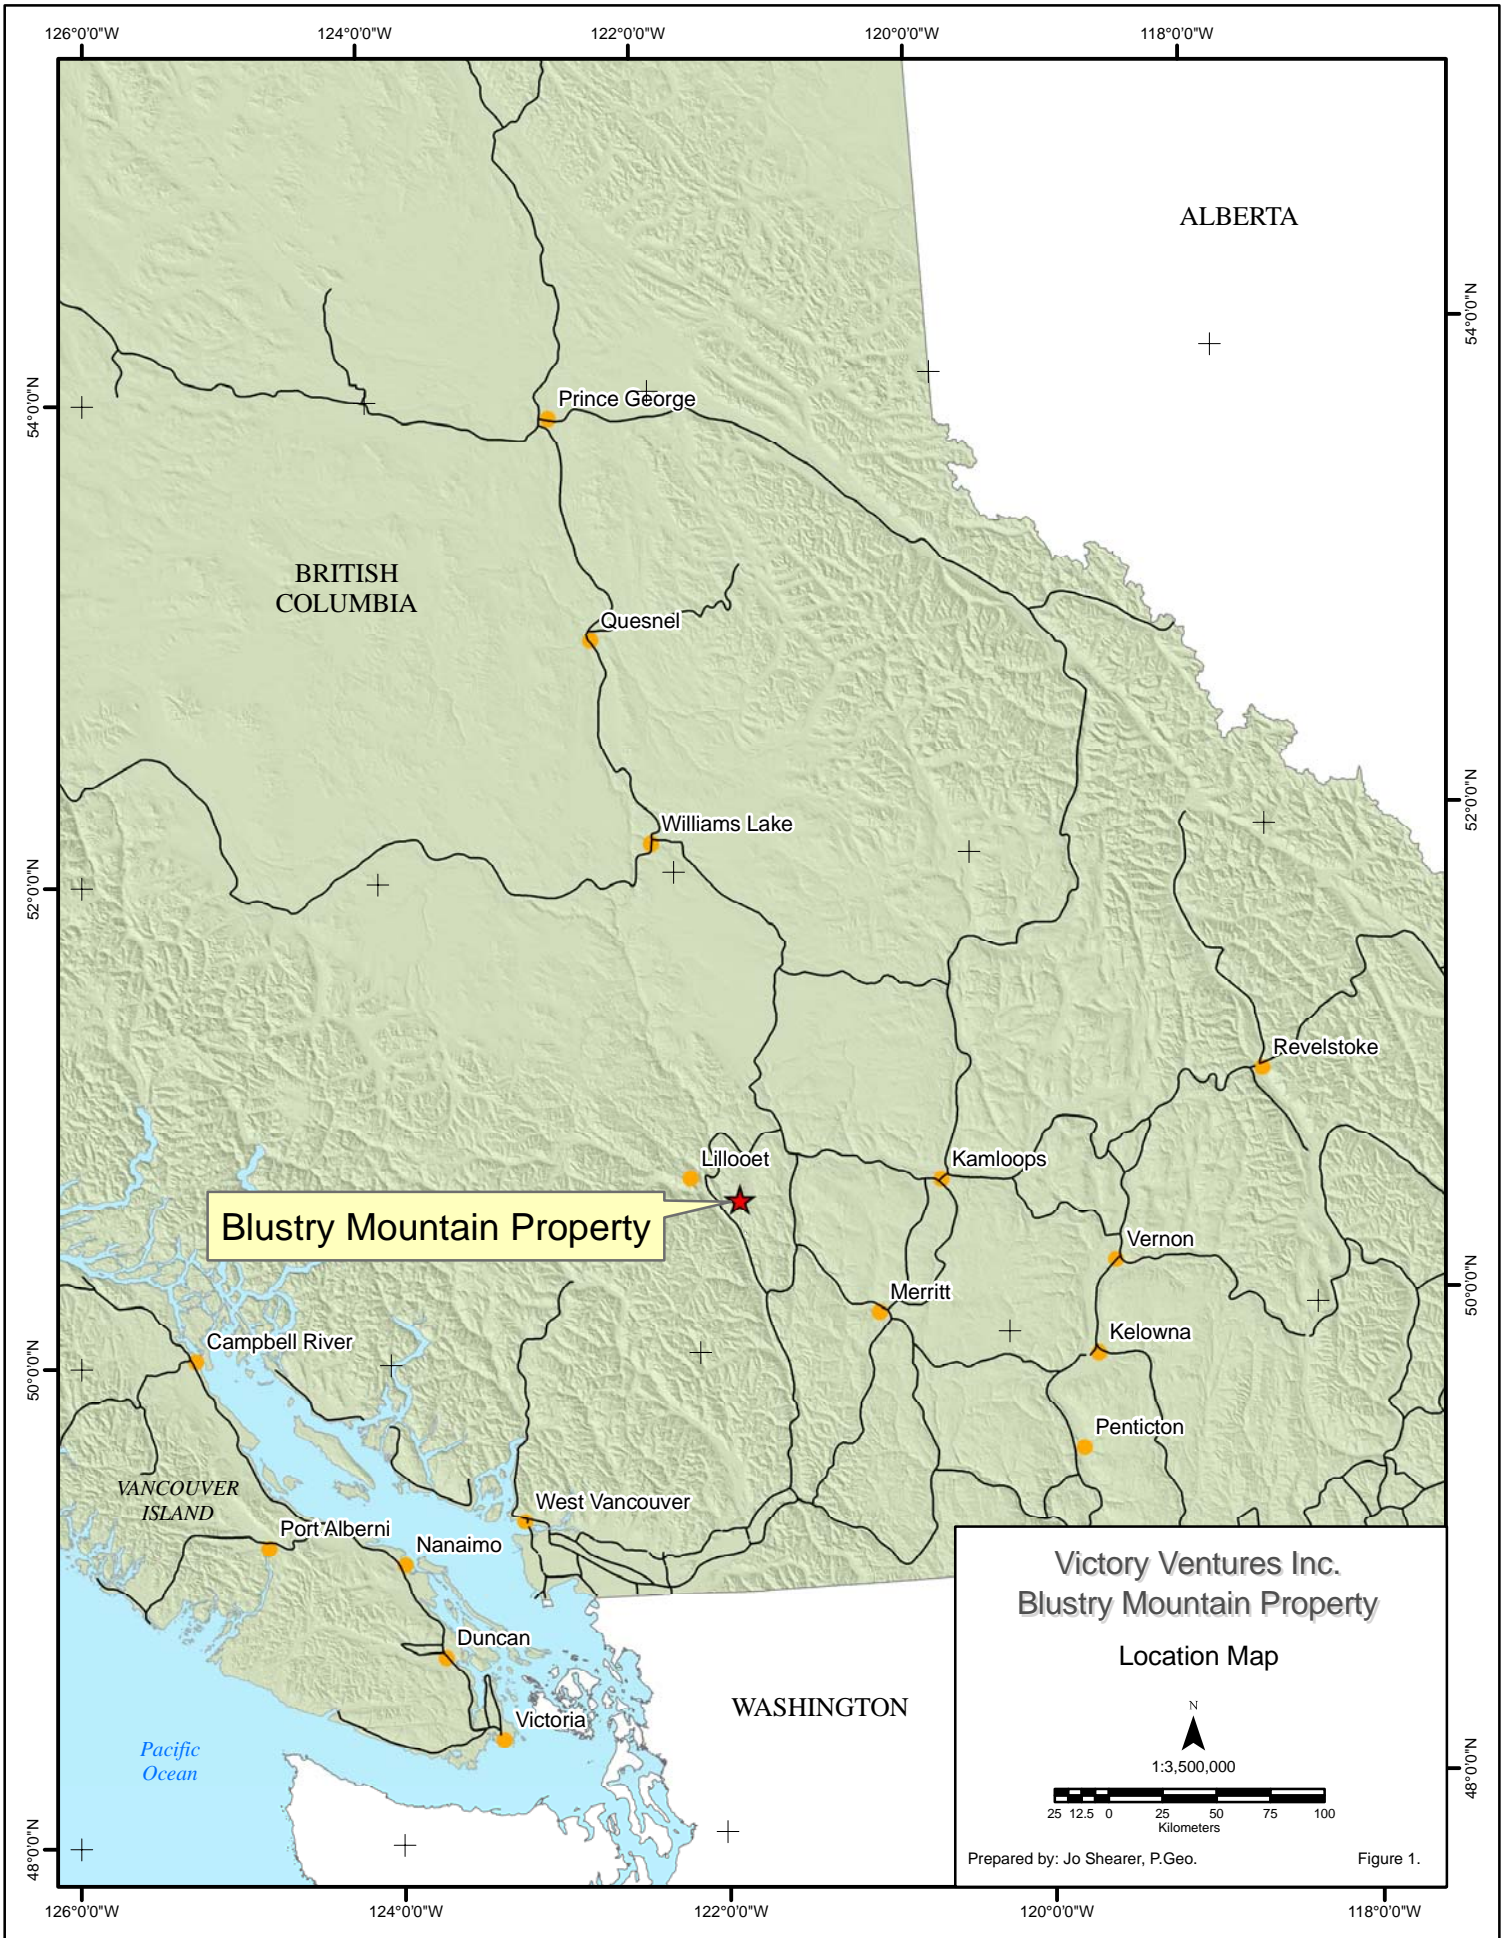 126°0'0"W
124°0'0"W
122°0'0"W
120°0'0"W
118°0'0"W
ALBERTA
54°0'0"N
54°0'0"N
Prince George
BRITISH
COLUMBIA
Quesnel
52°0'0"N
Williams Lake
52°0'0"N
Revelstoke
Lillooet
Kamloops
Blustry Mountain Property
Vernon
50°0'0"N
Merritt
Kelowna
Campbell River
50°0'0"N
Penticton
VANCOUVER
ISLAND
West Vancouver
Port Alberni
Nanaimo
Duncan
Victoria
WASHINGTON
Pacific
Ocean
Victory Ventures Inc.
Blustry Mountain Property
Location Map
N
1:3,500,000
25 12.5 0 25 50 75 100
Kilometers
Prepared by: Jo Shearer, P.Geo.
Figure 1.
48°0'0"N
48°0'0"N
126°0'0"W
124°0'0"W
122°0'0"W
120°0'0"W
118°0'0"W